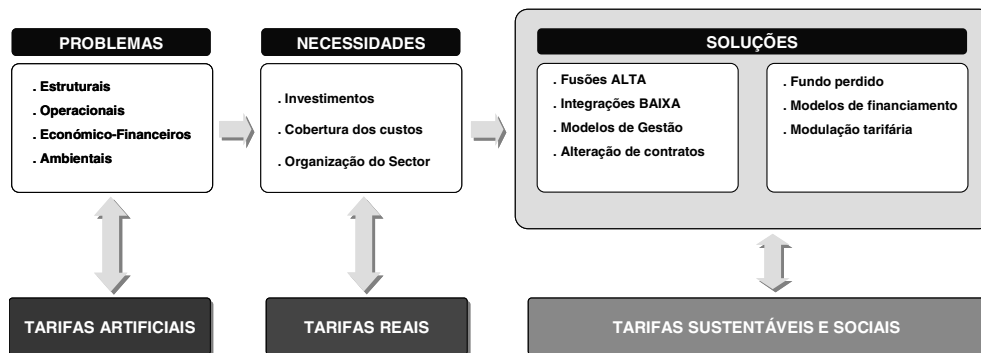 PROBLEMAS
. Estruturais
. Operacionais
. Económico-Financeiros
. Ambientais
NECESSIDADES
. Investimentos
. Cobertura dos custos
. Organização do Sector
SOLUÇÕES
. Fusões ALTA
. Integrações BAIXA
. Modelos de Gestão
. Alteração de contratos
. Fundo perdido
. Modelos de financiamento
. Modulação tarifária
TARIFAS ARTIFICIAIS
TARIFAS REAIS
TARIFAS SUSTENTÁVEIS E SOCIAIS